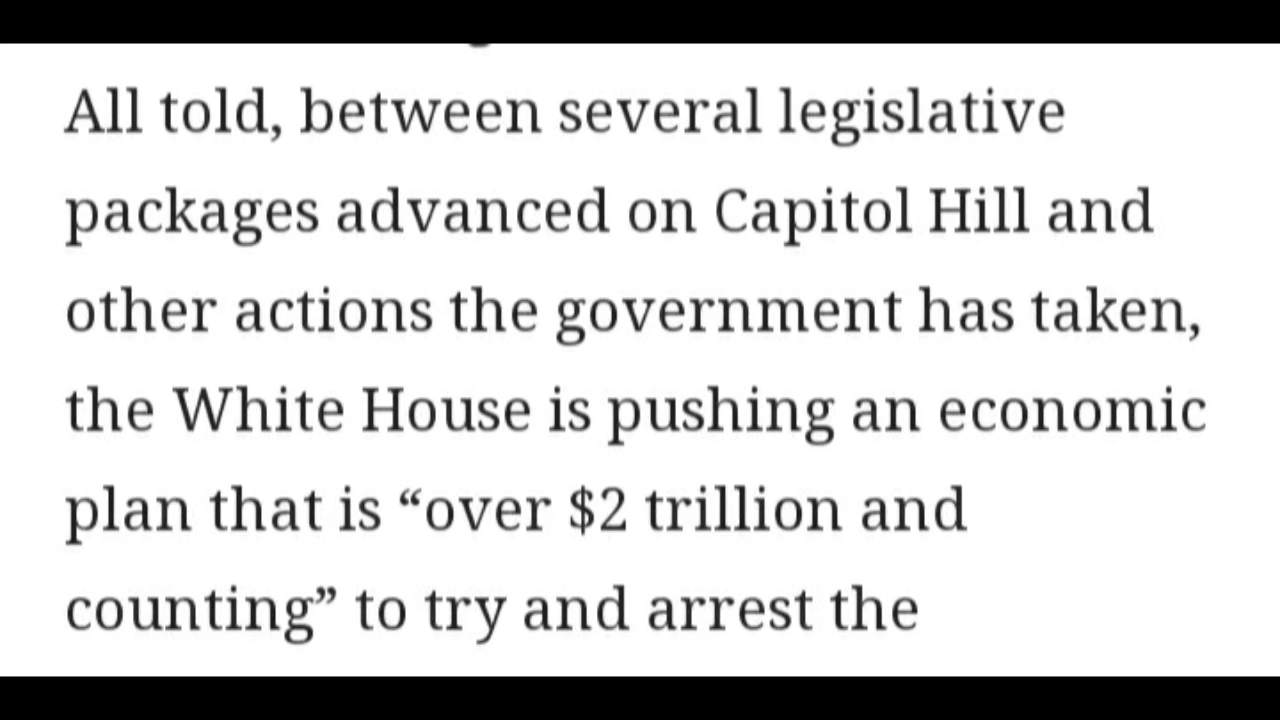 All told, between several legislative
packages advanced on Capitol Hill and
other actions the government has taken,
the White House is pushing an economic
plan that is “over $2 trillion and
counting” to try and arrest the